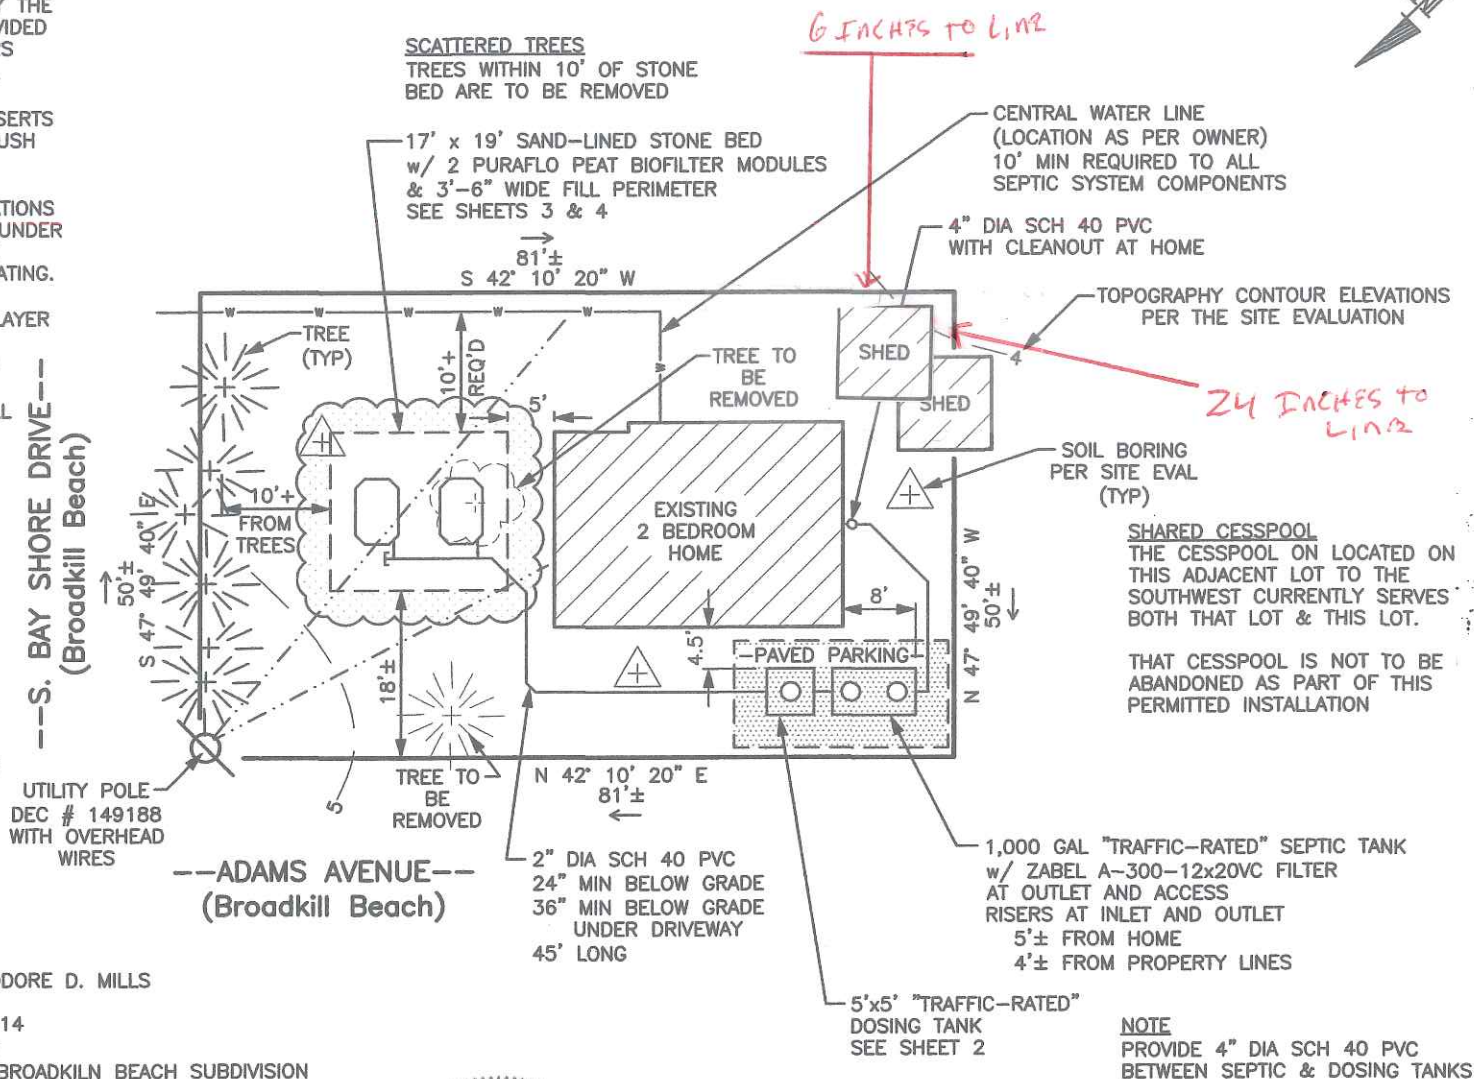 Y THE
VIDED
S
SERTS
USH
TIONS
UNDER
ATING.
AYER
L
SCATTERED TREES
TREES WITHIN 10' OF STONE
BED ARE TO BE REMOVED
17' x 19' SAND-LINED STONE BED
w/ 2 PURAFLO PEAT BIOFILTER MODULES
& 3'-6" WIDE FILL PERIMETER
SEE SHEETS 3 & 4
6 INCHES TO LINE
CENTRAL WATER LINE
(LOCATION AS PER OWNER)
10' MIN REQUIRED TO ALL
SEPTIC SYSTEM COMPONENTS
4" DIA SCH 40 PVC
WITH CLEANOUT AT HOME
TOPOGRAPHY CONTOUR ELEVATIONS
PER THE SITE EVALUATION
4
24 INCHES TO
LINE
81'±
S 42° 10' 20" W
W W W W W
W
TREE
(TYP)
10'+
REQ'D
5'
TREE TO
BE
REMOVED
SHED
SHED
SOIL BORING
PER SITE EVAL
(TYP)
SHARED CESSPOOL
THE CESSPOOL ON LOCATED ON
THIS ADJACENT LOT TO THE
SOUTHWEST CURRENTLY SERVES
BOTH THAT LOT & THIS LOT.
THAT CESSPOOL IS NOT TO BE
ABANDONED AS PART OF THIS
PERMITTED INSTALLATION
--S. BAY SHORE DRIVE--
(Broadkill Beach)
50'±
S 47° 49' 40" E
10'+
FROM
TREES
EXISTING
2 BEDROOM
HOME
8'
4.5'
PAVED PARKING
N 47° 49' 40" W
50'±
18'±
UTILITY POLE
DEC # 149188
WITH OVERHEAD
WIRES
5
TREE TO
BE
REMOVED
N 42° 10' 20" E
81'±
--ADAMS AVENUE--
(Broadkill Beach)
2" DIA SCH 40 PVC
24" MIN BELOW GRADE
36" MIN BELOW GRADE
UNDER DRIVEWAY
45' LONG
1,000 GAL "TRAFFIC-RATED" SEPTIC TANK
w/ ZABEL A-300-12x20VC FILTER
AT OUTLET AND ACCESS
RISERS AT INLET AND OUTLET
5'± FROM HOME
4'± FROM PROPERTY LINES
5'x5' "TRAFFIC-RATED"
DOSING TANK
SEE SHEET 2
NOTE
PROVIDE 4" DIA SCH 40 PVC
BETWEEN SEPTIC & DOSING TANKS
DORE D. MILLS
14
BROADKILN BEACH SUBDIVISION